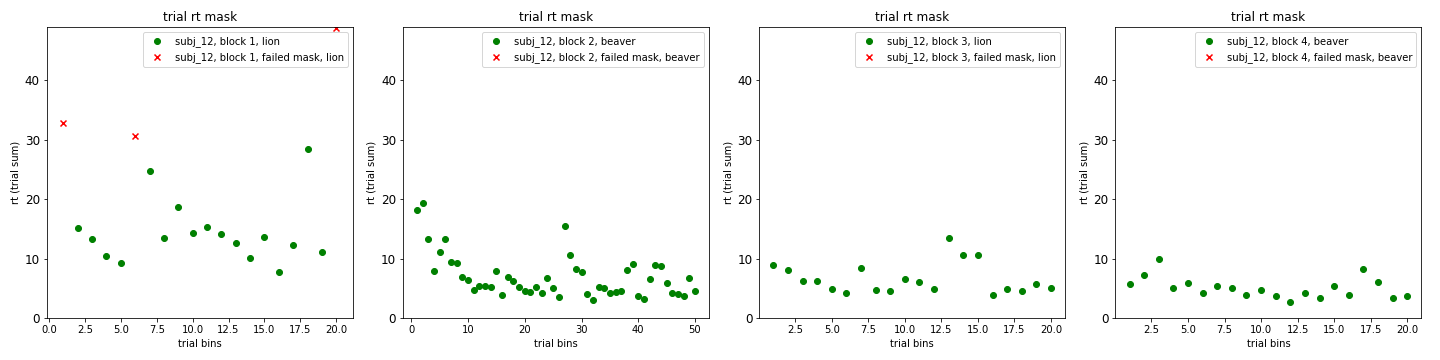 trial rt mask
subj_12, block 1, lion
subj_12, block 1, failed mask, lion
rt (trial sum)
40
30
20
10
0
0.0 2.5 5.0 7.5 10.0 12.5 15.0 17.5 20.0
trial bins
trial rt mask
subj_12, block 2, beaver
subj_12, block 2, failed mask, beaver
rt (trial sum)
40
30
20
10
0
0 10 20 30 40 50
trial bins
trial rt mask
subj_12, block 3, lion
subj_12, block 3, failed mask, lion
rt (trial sum)
40
30
20
10
0
2.5 5.0 7.5 10.0 12.5 15.0 17.5 20.0
trial bins
trial rt mask
subj_12, block 4, beaver
subj_12, block 4, failed mask, beaver
rt (trial sum)
40
30
20
10
0
2.5 5.0 7.5 10.0 12.5 15.0 17.5 20.0
trial bins